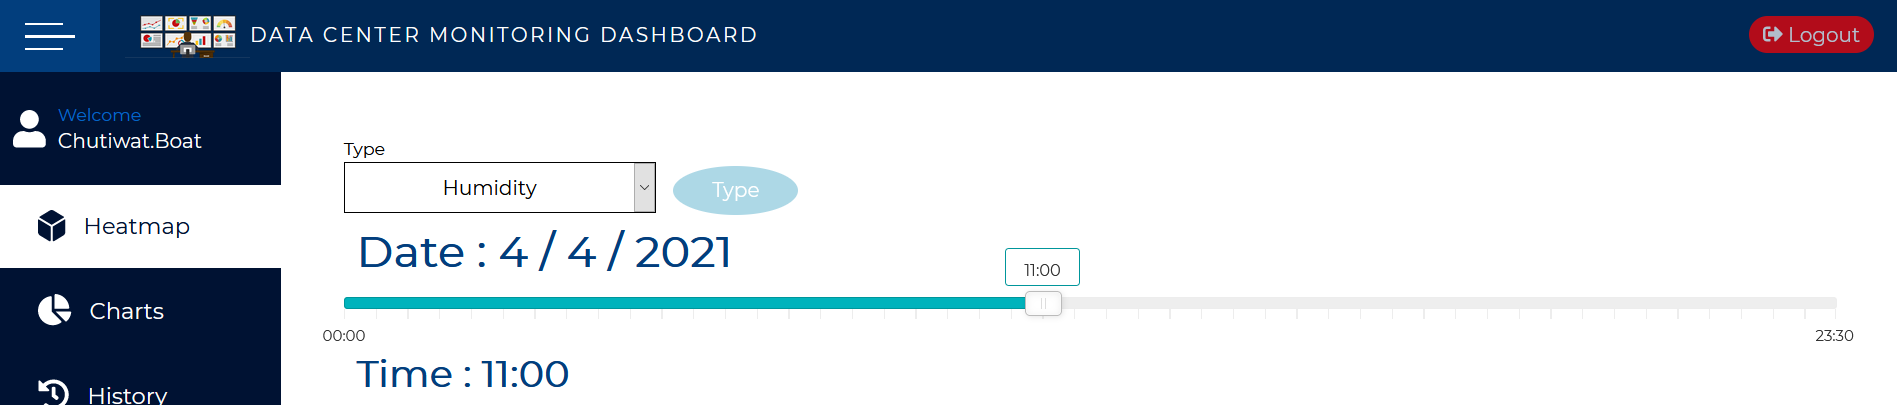 DATA CENTER MONITORING DASHBOARD
Logout
Welcome
Chutiwat.Boat
Heatmap
Charts
History
Type
Humidity
Type
Date : 4 / 4 / 2021
11:00
00:00
23:30
Time : 11:00